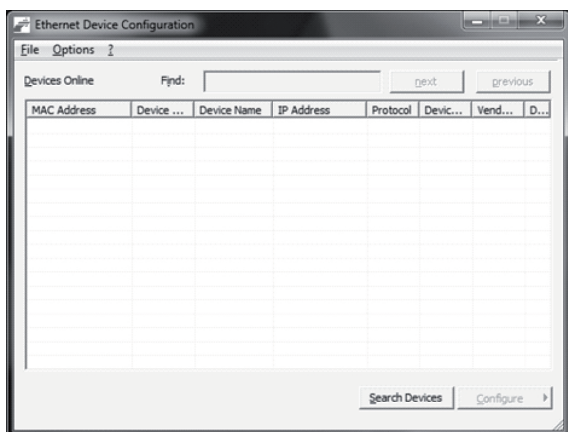 Ethernet Device Configuration
File Options ?
Devices Online Find: next previous
MAC Address Device ... Device Name IP Address Protocol Devic... Vend... D...
Search Devices Configure